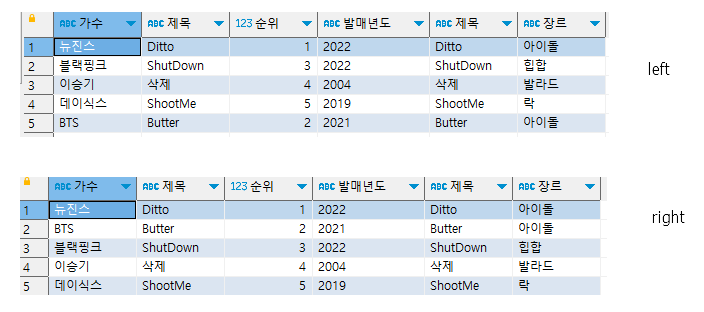 ABC 가수 ABC 제목 123 순위 ABC 발매년도 ABC 제목 ABC 장르
1 뉴진스 Ditto 1 2022 Ditto 아이돌
2 블랙핑크 ShutDown 3 2022 ShutDown 힙합
3 이승기 삭제 4 2004 삭제 발라드
4 데이식스 ShootMe 5 2019 ShootMe 락
5 BTS Butter 2 2021 Butter 아이돌
left
ABC 가수 ABC 제목 123 순위 ABC 발매년도 ABC 제목 ABC 장르
1 뉴진스 Ditto 1 2022 Ditto 아이돌
2 BTS Butter 2 2021 Butter 아이돌
3 블랙핑크 ShutDown 3 2022 ShutDown 힙합
4 이승기 삭제 4 2004 삭제 발라드
5 데이식스 ShootMe 5 2019 ShootMe 락
right